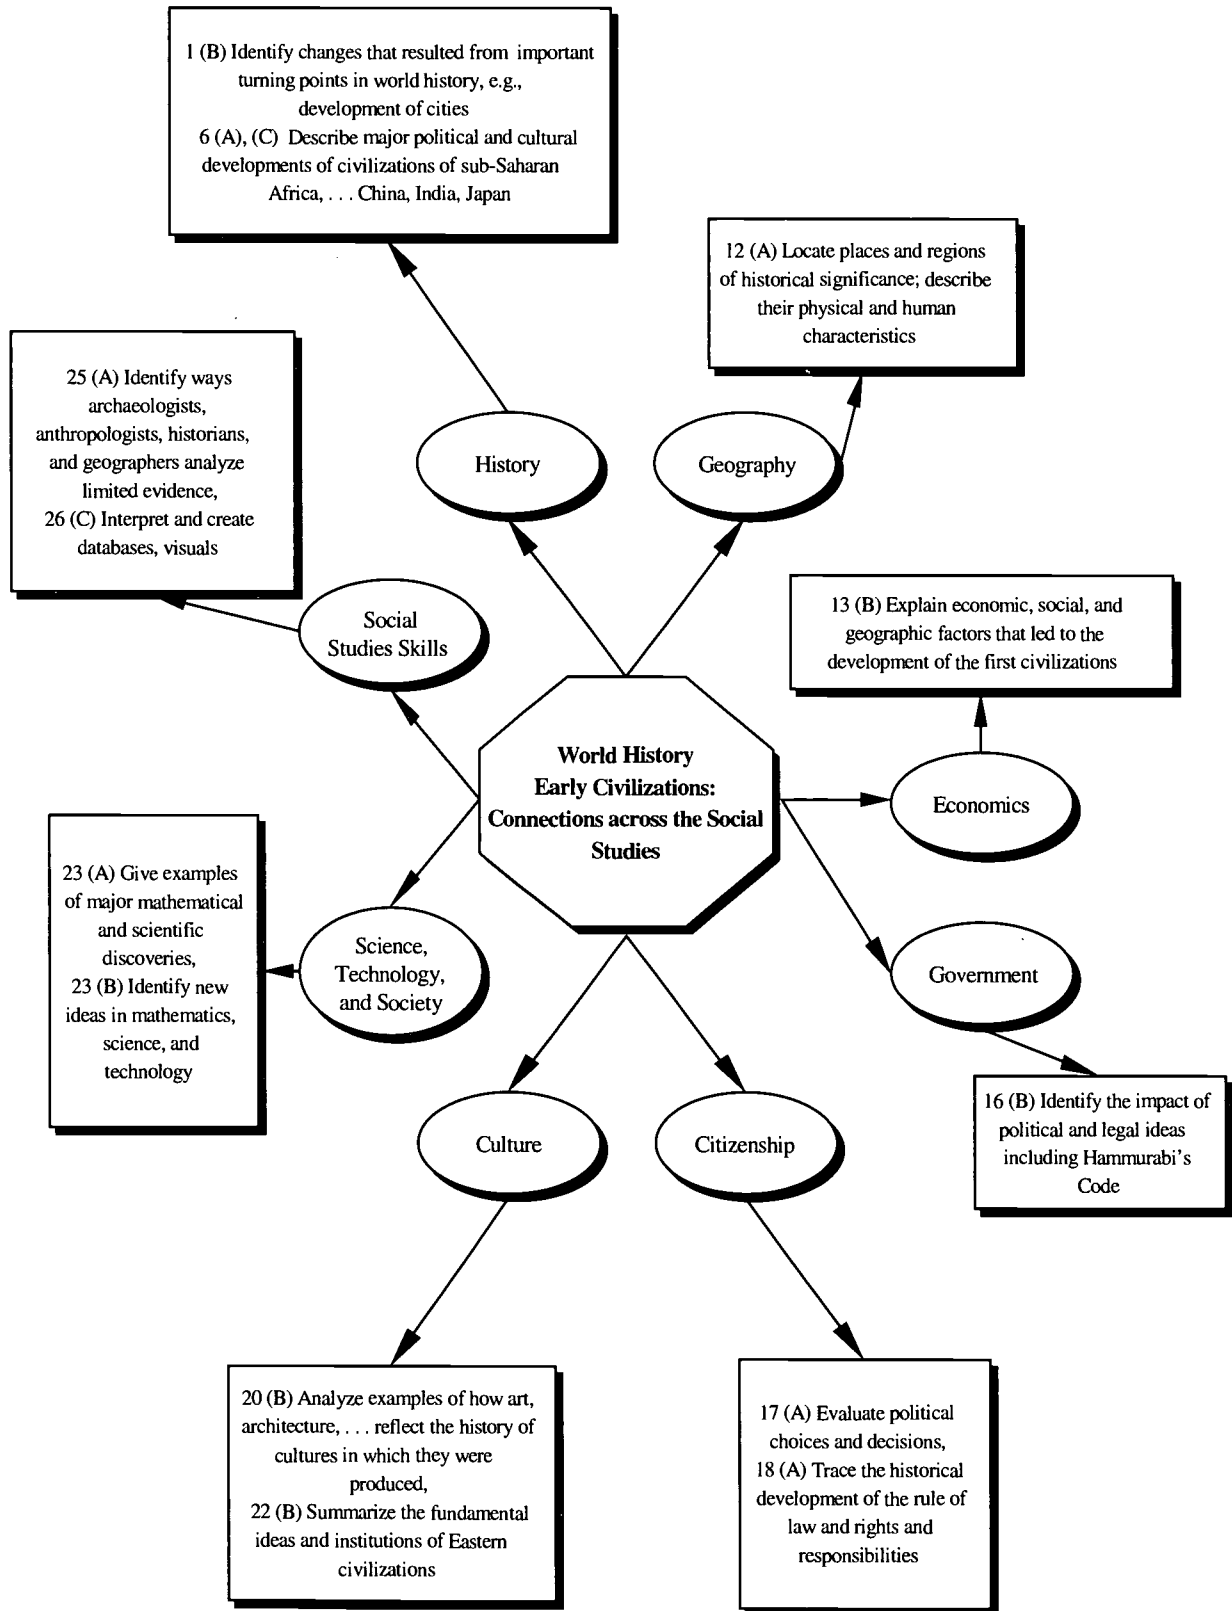 1 (B) Identify changes that resulted from important
turning points in world history, e.g.,
development of cities
6 (A), (C) Describe major political and cultural
developments of civilizations of sub-Saharan
Africa, . . . China, India, Japan
12 (A) Locate places and regions
of historical significance; describe
their physical and human
characteristics
25 (A) Identify ways
archaeologists,
anthropologists, historians,
and geographers analyze
limited evidence,
26 (C) Interpret and create
databases, visuals
History
Geography
Social
Studies Skills
13 (B) Explain economic, social, and
geographic factors that led to the
development of the first civilizations
World History
Early Civilizations:
Connections across the Social
Studies
Economics
23 (A) Give examples
of major mathematical
and scientific
discoveries,
23 (B) Identify new
ideas in mathematics,
science, and
technology
Science,
Technology,
and Society
Government
16 (B) Identify the impact of
political and legal ideas
including Hammurabi's
Code
Culture
Citizenship
20 (B) Analyze examples of how art,
architecture, . . . reflect the history of
cultures in which they were
produced,
22 (B) Summarize the fundamental
ideas and institutions of Eastern
civilizations
17 (A) Evaluate political
choices and decisions,
18 (A) Trace the historical
development of the rule of
law and rights and
responsibilities